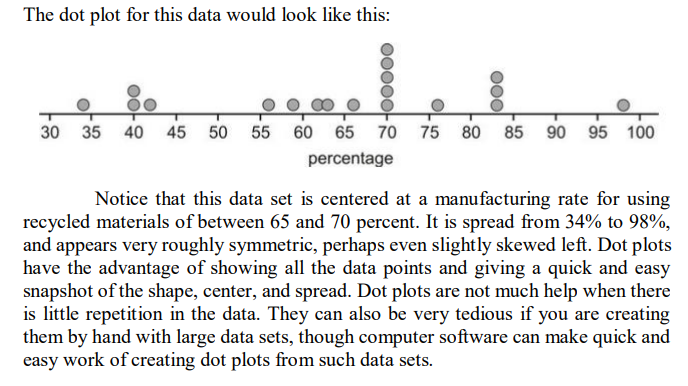 The dot plot for this data would look like this:
30 35 40 45 50 55 60 65 70 75 80 85 90 95 100
percentage
Notice that this data set is centered at a manufacturing rate for using
recycled materials of between 65 and 70 percent. It is spread from 34% to 98%,
and appears very roughly symmetric, perhaps even slightly skewed left. Dot plots
have the advantage of showing all the data points and giving a quick and easy
snapshot of the shape, center, and spread. Dot plots are not much help when there
is little repetition in the data. They can also be very tedious if you are creating
them by hand with large data sets, though computer software can make quick and
easy work of creating dot plots from such data sets.